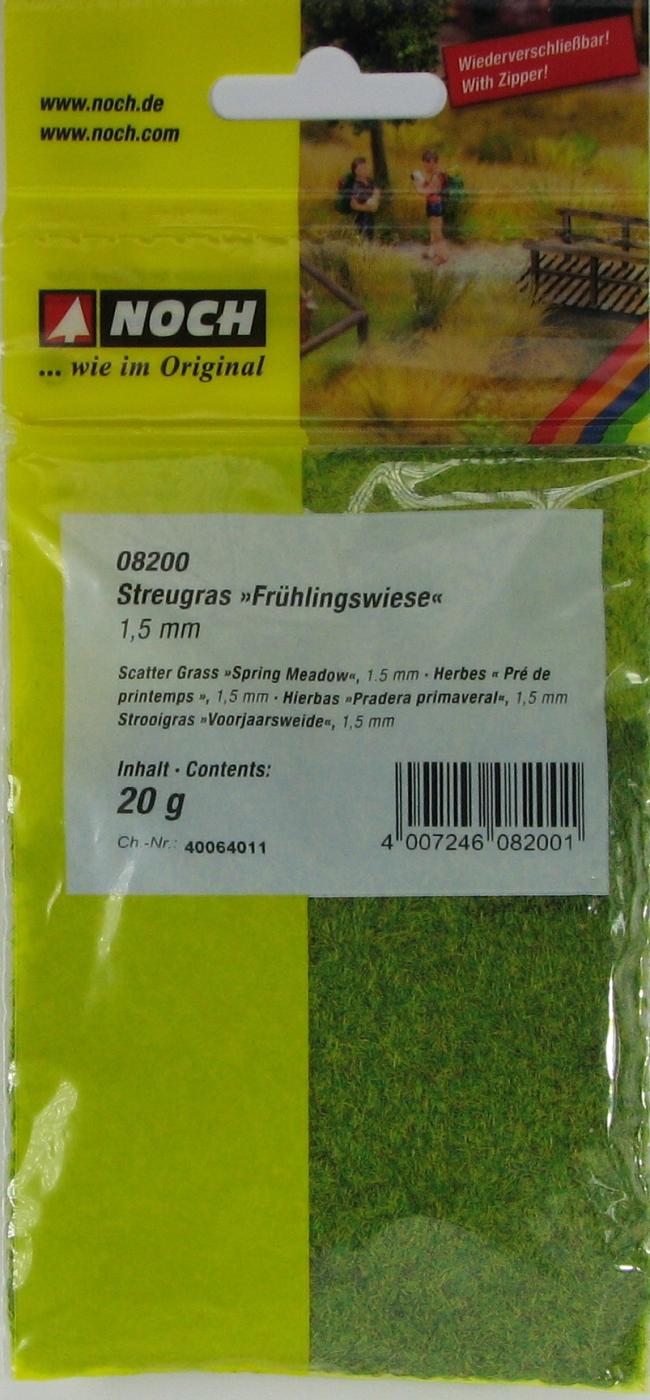 Wiederverschließbar!
With Zipper!
www.noch.de
www.noch.com
NOCH
... wie im Original
08200
Streugras »Frühlingswiese«
1,5 mm
Scatter Grass »Spring Meadow«, 1.5 mm · Herbes « Pré de
printemps », 1,5 mm · Hierbas »Pradera primaveral«, 1,5 mm
Strooigras »Voorjaarsweide«, 1,5 mm
Inhalt · Contents:
20 g
Ch.-Nr.: 40064011
4 007246 082001